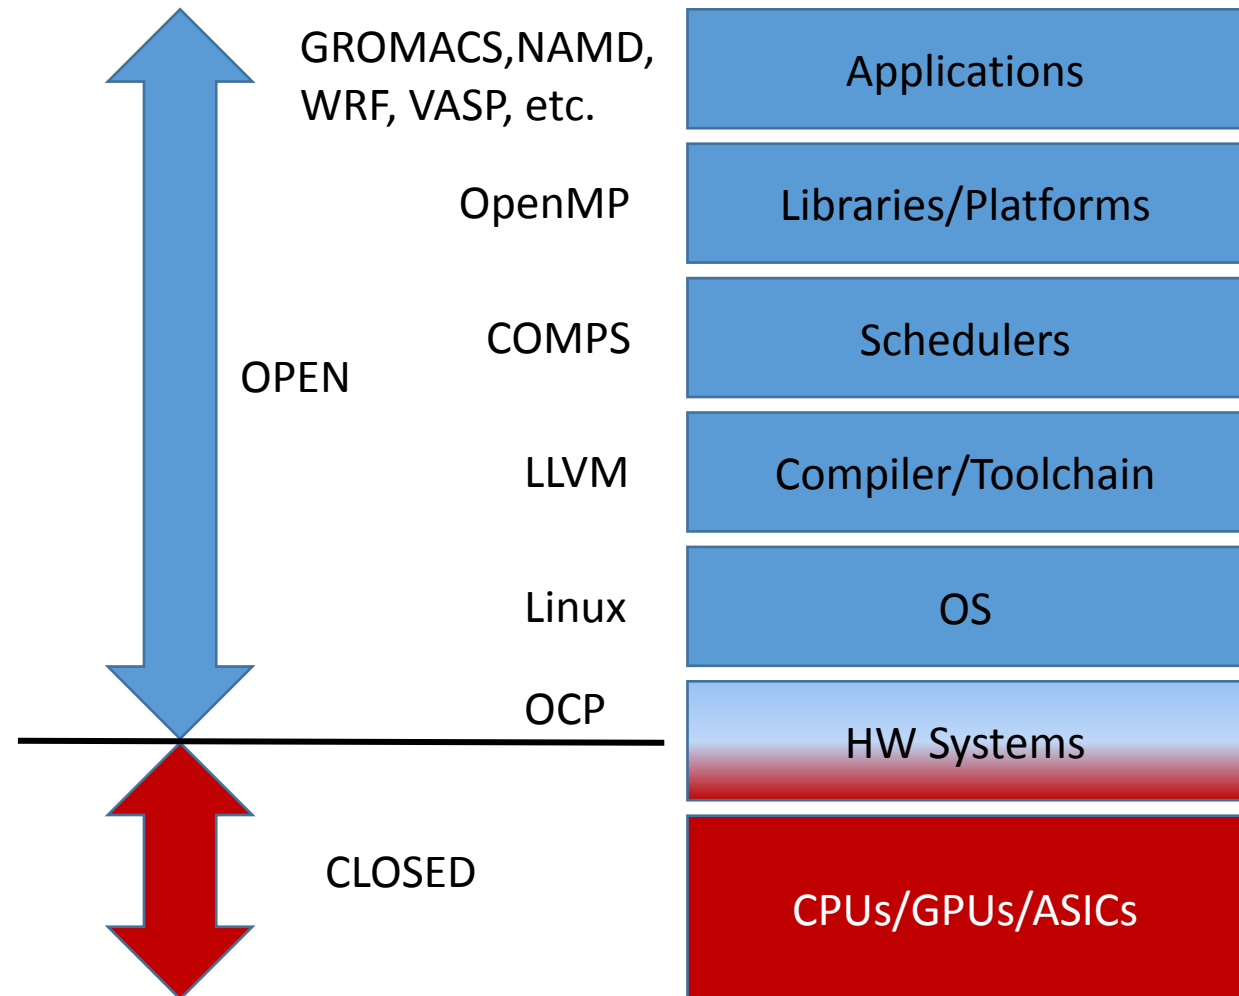 GROMACS,NAMD,
WRF, VASP, etc.
Applications
OpenMP
Libraries/Platforms
COMPS
Schedulers
OPEN
LLVM
Compiler/Toolchain
Linux
OS
OCP
HW Systems
CLOSED
CPUs/GPUs/ASICs